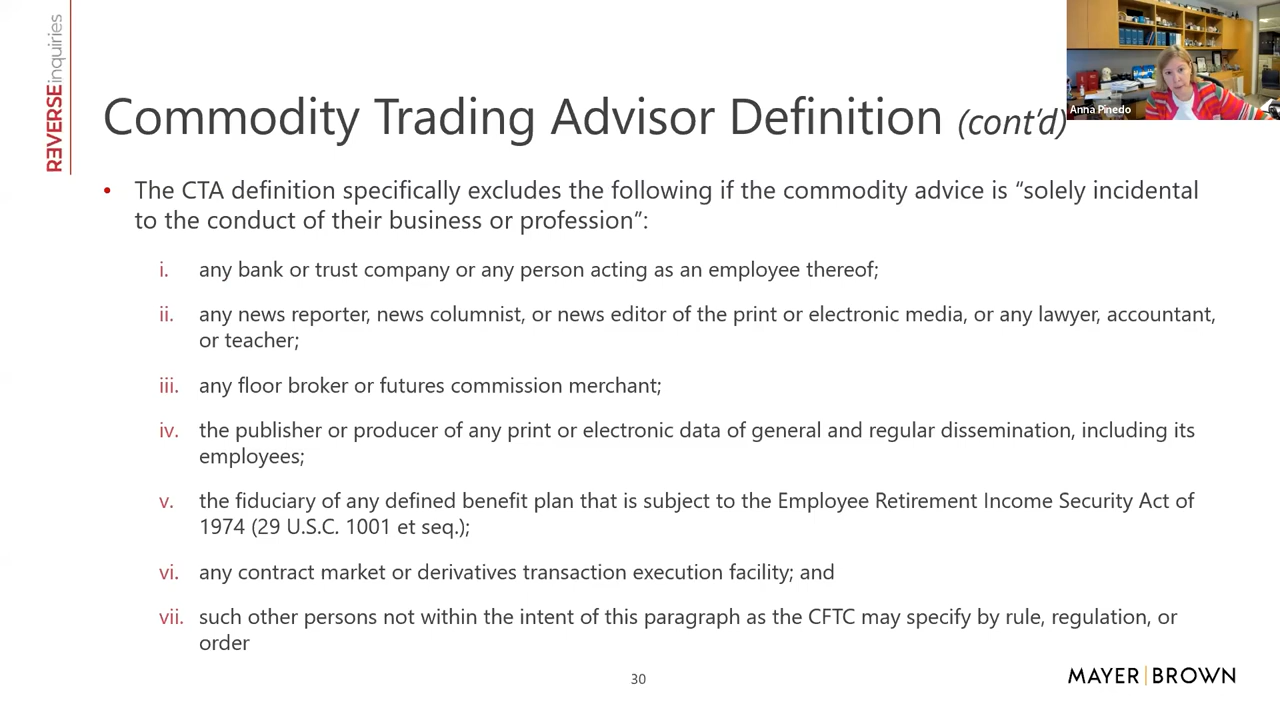 REVERSEinquiries
Anna Pinedo
Commodity Trading Advisor Definition (cont'd)
• The CTA definition specifically excludes the following if the commodity advice is “solely incidental
to the conduct of their business or profession”:
i. any bank or trust company or any person acting as an employee thereof;
ii. any news reporter, news columnist, or news editor of the print or electronic media, or any lawyer, accountant,
or teacher;
iii. any floor broker or futures commission merchant;
iv. the publisher or producer of any print or electronic data of general and regular dissemination, including its
employees;
v. the fiduciary of any defined benefit plan that is subject to the Employee Retirement Income Security Act of
1974 (29 U.S.C. 1001 et seq.);
vi. any contract market or derivatives transaction execution facility; and
vii. such other persons not within the intent of this paragraph as the CFTC may specify by rule, regulation, or
order
30
MAYER|BROWN